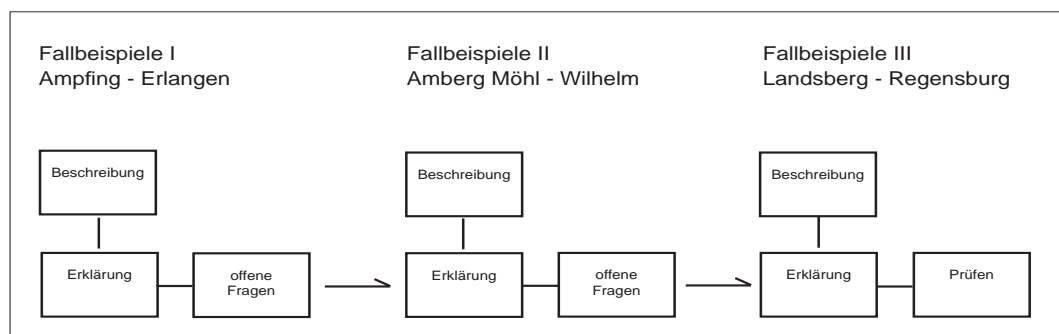 Fallbeispiele I
Ampfing - Erlangen
Beschreibung
Erklärung
offene
Fragen
Fallbeispiele II
Amberg Möhl - Wilhelm
Beschreibung
Erklärung
offene
Fragen
Fallbeispiele III
Landsberg - Regensburg
Beschreibung
Erklärung
Prüfen